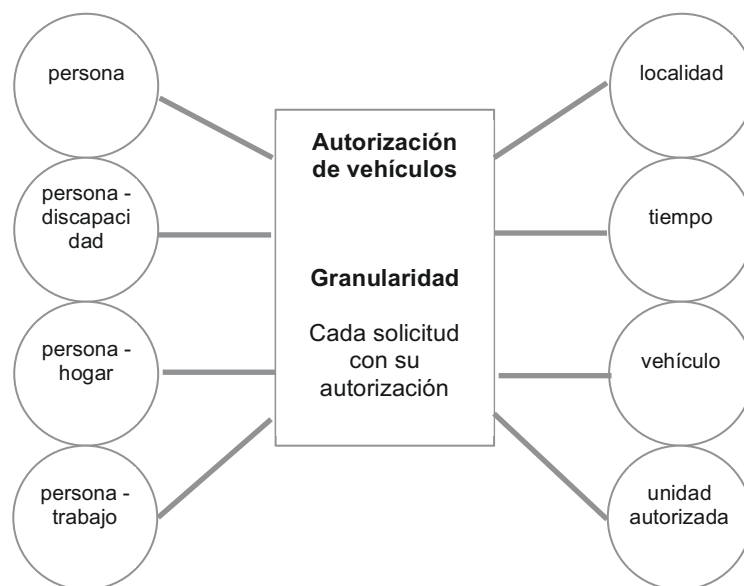 persona
persona -
discapaci
dad
persona -
hogar
persona -
trabajo
Autorización
de vehículos
Granularidad
Cada solicitud
con su
autorización
localidad
tiempo
vehículo
unidad
autorizada